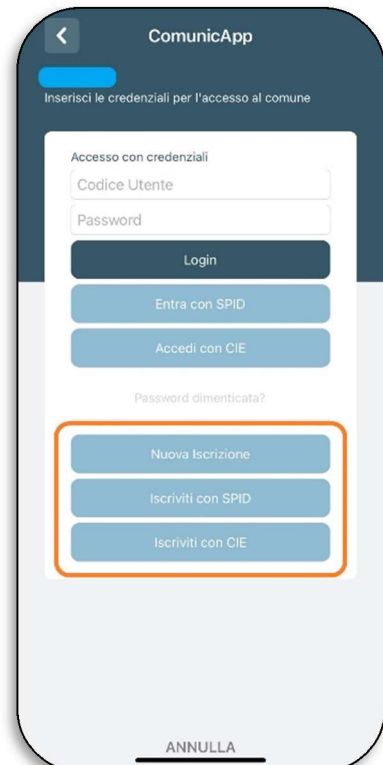 ComunicApp
Inserisci le credenziali per l'accesso al comune
Accesso con credenziali
Codice Utente
Password
Login
Entra con SPID
Accedi con CIE
Password dimenticata?
Nuova Iscrizione
Iscriviti con SPID
Iscriviti con CIE
ANNULLA